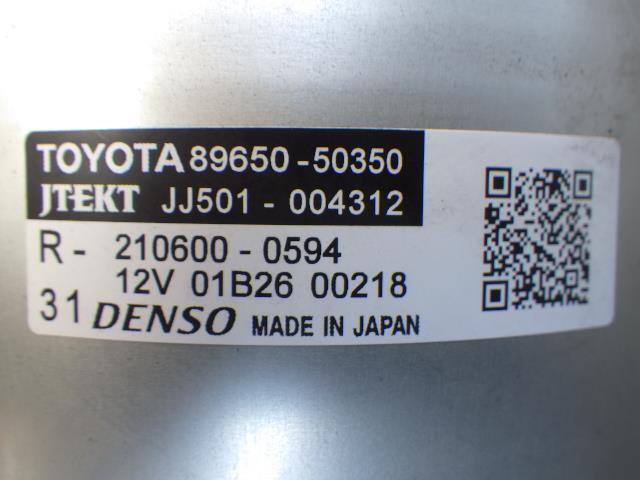 TOYOTA 89650-50350
JTEKT JJ501-004312
R-210600-0594
12V 01B26 00218
31 DENSO MADE IN JAPAN